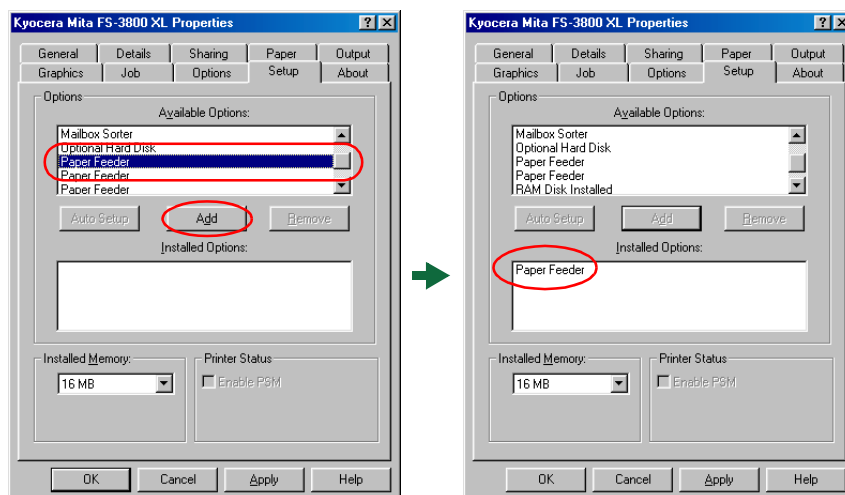 Kyocera Mita FS-3800 XL Properties
General Details Sharing Paper Output
Graphics Job Options Setup About
Options
Available Options:
Mailbox Sorter
Optional Hard Disk
Paper Feeder
Paper Feeder
Paper Feeder
Auto Setup Add Remove
Installed Options:
Installed Memory: Printer Status
16 MB Enable PSM
OK Cancel Apply Help
Kyocera Mita FS-3800 XL Properties
General Details Sharing Paper Output
Graphics Job Options Setup About
Options
Available Options:
Mailbox Sorter
Optional Hard Disk
Paper Feeder
Paper Feeder
RAM Disk Installed
Auto Setup Add Remove
Installed Options:
Paper Feeder
Installed Memory: Printer Status
16 MB Enable PSM
OK Cancel Apply Help